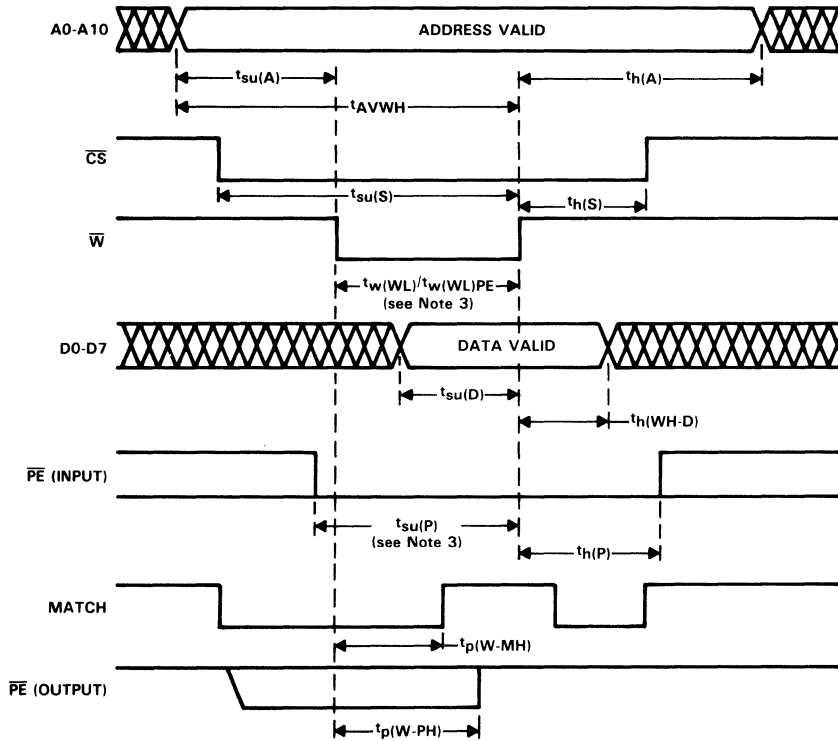 A0-A10
ADDRESS VALID
tsu(A)
th(A)
tAVWH
CS
tsu(S)
th(S)
W
tw(WL)/tw(WL)PE
(see Note 3)
D0-D7
DATA VALID
tsu(D)
th(WH-D)
PE (INPUT)
tsu(P)
(see Note 3)
th(P)
MATCH
tp(W-MH)
PE (OUTPUT)
tp(W-PH)